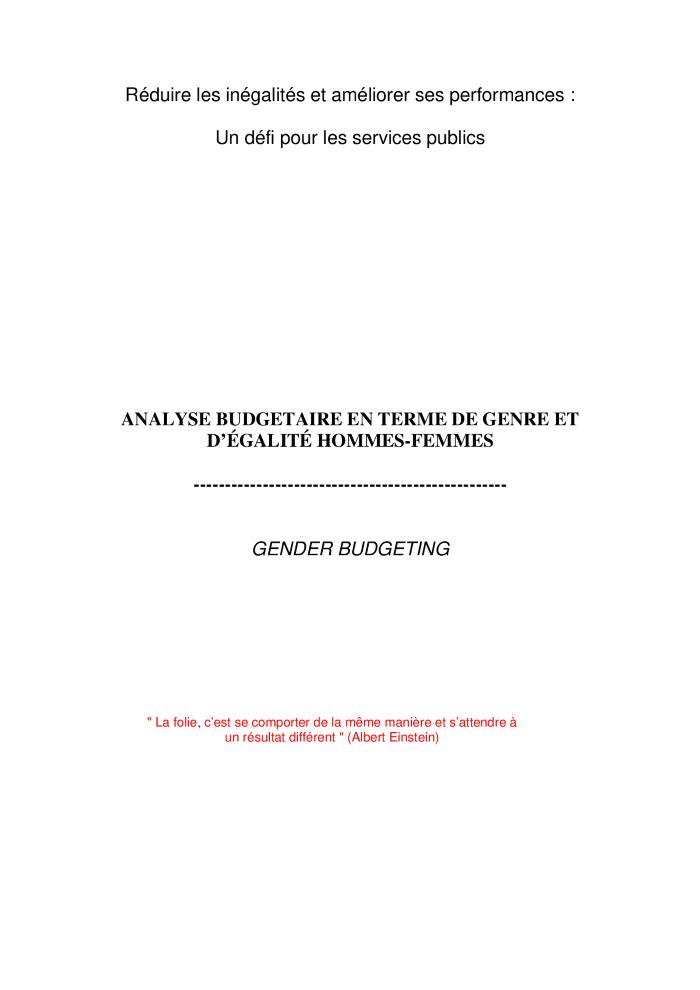 Réduire les inégalités et améliorer ses performances :
Un défi pour les services publics
ANALYSE BUDGETAIRE EN TERME DE GENRE ET
D’ÉGALITÉ HOMMES-FEMMES
--------------------------------------------------
GENDER BUDGETING
" La folie, c’est se comporter de la même manière et s’attendre à
un résultat différent " (Albert Einstein)